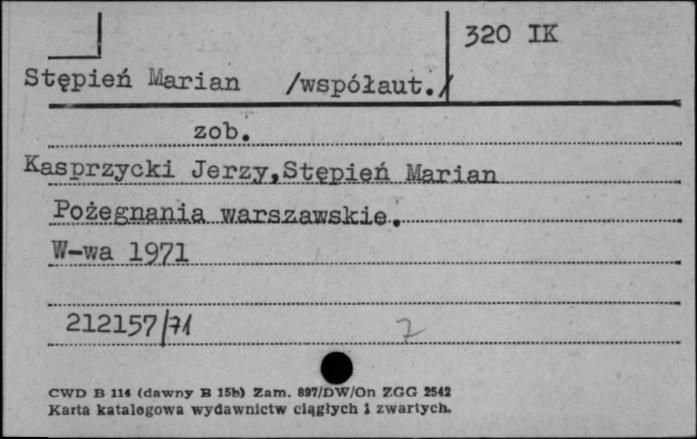 320 IK
Stępień Marian /współaut./
zob.
Kasprzycki Jerzy,Stępień Marian
Pożegnania warszawskie.
W-wa 1971
212157/71 7
CWD B 114 (dawny B 15b) Zam. 897/DW/On ZGG 2542
Karta katalogowa wydawnictw ciągłych i zwartych.